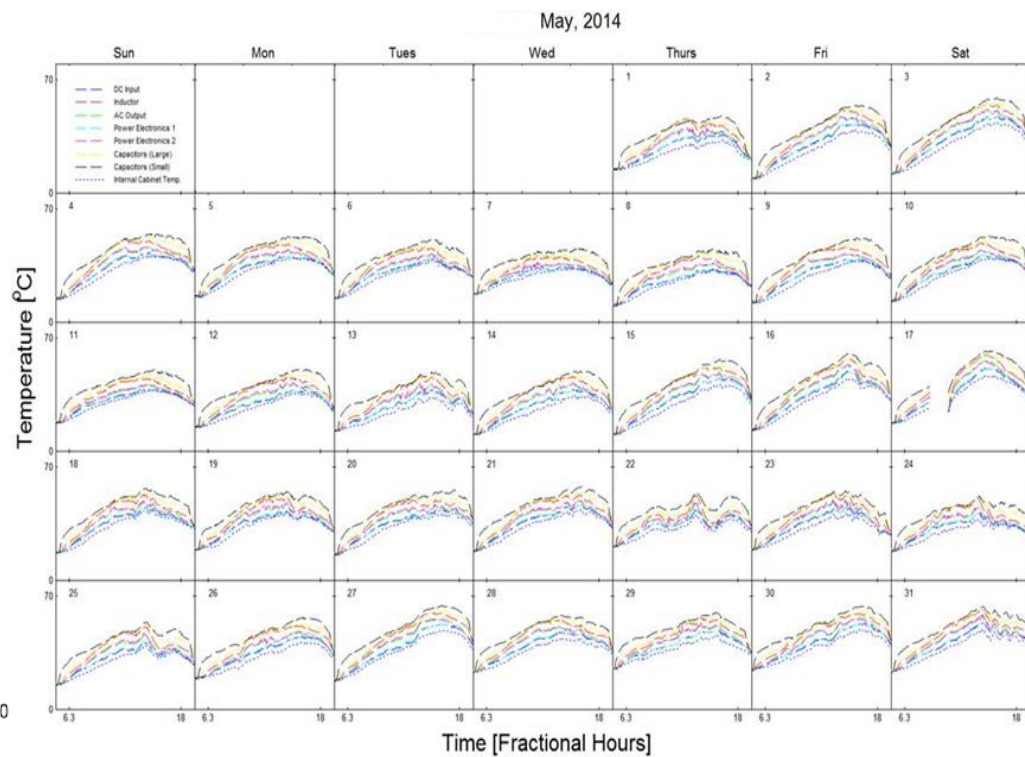 May, 2014
Sun Mon Tues Wed Thurs Fri Sat
70 1 2 3
DC Input
Inductor
AC Output
Power Electronics 1
Power Electronics 2
Capacitors (Large)
Capacitors (Small)
Internal Cabinet Temp.
0
70 4 5 6 7 8 9 10
0
70 11 12 13 14 15 16 17
0
70 18 19 20 21 22 23 24
0
70 25 26 27 28 29 30 31
0
0
6.3 18 6.3 18 6.3 18 6.3 18 6.3 18 6.3 18 6.3 18
Temperature [⁰C]
Time [Fractional Hours]